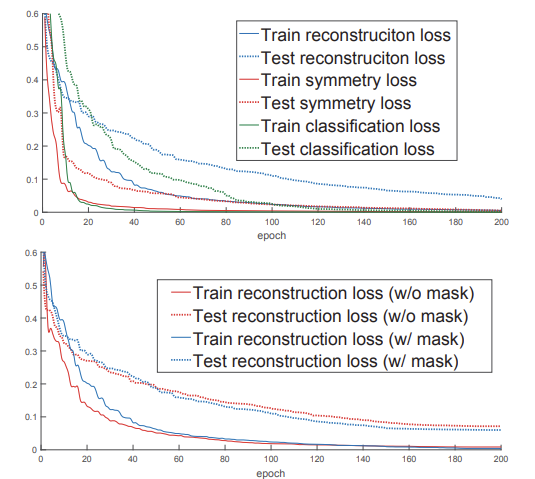 0.6
0.5
0.4
0.3
0.2
0.1
0
Train reconstruciton loss
Test reconstruciton loss
Train symmetry loss
Test symmetry loss
Train classification loss
Test classification loss
0 20 40 60 80 100 120 140 160 180 200
epoch
0.6
0.5
0.4
0.3
0.2
0.1
0
Train reconstruction loss (w/o mask)
Test reconstruction loss (w/o mask)
Train reconstruction loss (w/ mask)
Test reconstruction loss (w/ mask)
0 20 40 60 80 100 120 140 160 180 200
epoch